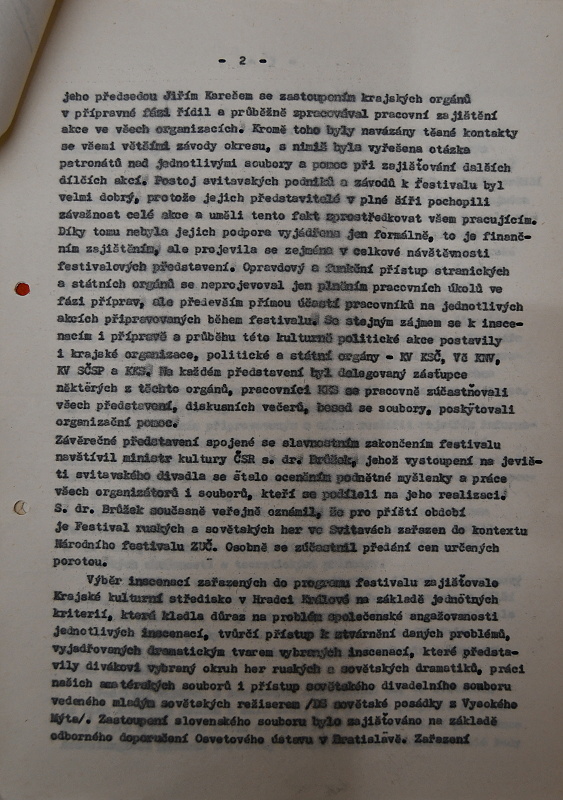 - 2 -
jeho předsedou Jiřím Karečem se zastoupením krajských orgánů
v přípravné fázi řídil a průběžně zpracovával pracovní zajištění
akce ve všech organizacích. Kromě toho byly navázány těsné kontakty
se všemi většími závody okresu, s nimiž byla vyřešena otázka
patronátů nad jednotlivými soubory a pomoc při zajišťování dalších
dílčích akcí. Postoj svitavských podniků a závodů k festivalu byl
velmi dobrý, protože jejich představitelé v plné šíři pochopili
závažnost celé akce a uměli tento fakt zprostředkovat všem pracujícím.
Díky tomu nebyla jejich podpora vyjádřena jen formálně, to je finanč-
ním zajištěním, ale projevila se zejména v celkové návštěvnosti
festivalových představení. Opravdový a funkční přístup stranických
a státních orgánů se neprojevoval jen plněním pracovních úkolů ve
fázi příprav, ale především přímou účastí pracovníků na jednotlivých
akcích připravovaných během festivalu. Se stejným zájmem se k insce-
nacím i přípravě a průběhu této kulturně politické akce postavily
i krajské organizace, politické a státní orgány - KV KSČ, Vč KNV,
KV SČSP a KKS. Na každém představení byl delegovaný zástupce
některých z těchto orgánů, pracovníci KKS se pracovně zúčastňovali
všech představení, diskusních večerů, besed se soubory, poskytovali
organizační pomoc.
Závěrečné představení spojené se slavnostním zakončením festivalu
navštívil ministr kultury ČSR s. dr. Brůžek, jehož vystoupení na jeviš-
ti svitavského divadla se stalo oceněním podnětné myšlenky a práce
všech organizátorů i souborů, kteří se podíleli na jeho realizaci.
S. dr. Brůžek současně veřejně oznámil, že pro příští období
je Festival ruských a sovětských her ve Svitavách zařazen do kontextu
Národního festivalu ZUČ. Osobně se zúčastnil předání cen určených
porotou.
Výběr inscenací zařazených do programu festivalu zajišťovalo
Krajské kulturní středisko v Hradci Králové na základě jednotných
kriterií, která kladla důraz na problém společenské angažovanosti
jednotlivých inscenací, tvůrčí přístup k ztvárnění daných problémů,
vyjadřovaných dramatickým tvarem vybraných inscenací, které předsta-
vily divákovi vybraný okruh her ruských a sovětských dramatiků, práci
našich amatérských souborů i přístup sovětského divadelního souboru
vedeného mladým sovětských režiserem /DS sovětské posádky z Vysokého
Mýta/. Zastoupení slovenského souboru bylo zajišťováno na základě
odborného doporučení Osvetového ústavu v Bratislavě. Zařazení